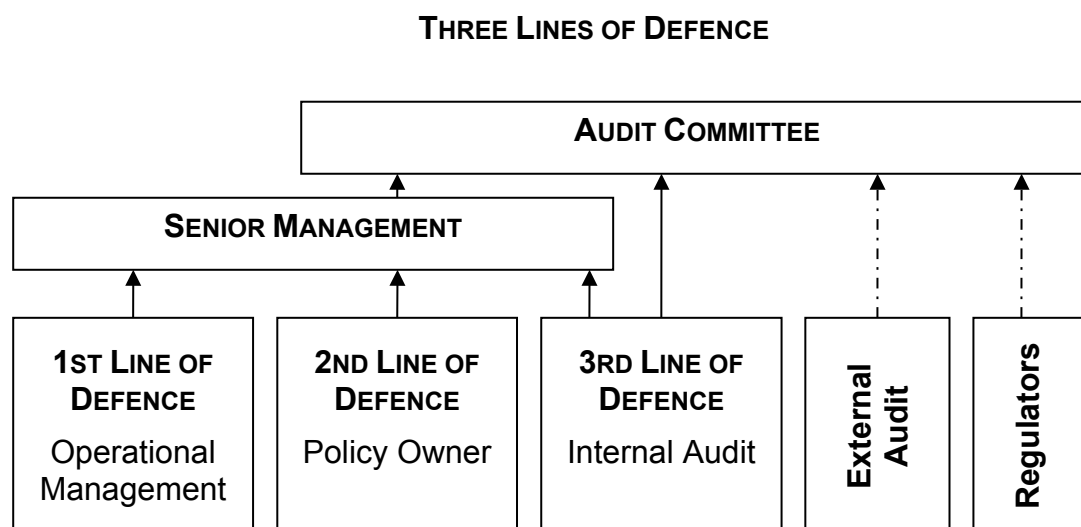 THREE LINES OF DEFENCE
AUDIT COMMITTEE
SENIOR MANAGEMENT
1ST LINE OF
DEFENCE
Operational
Management
2ND LINE OF
DEFENCE
Policy Owner
3RD LINE OF
DEFENCE
Internal Audit
External
Audit
Regtulators